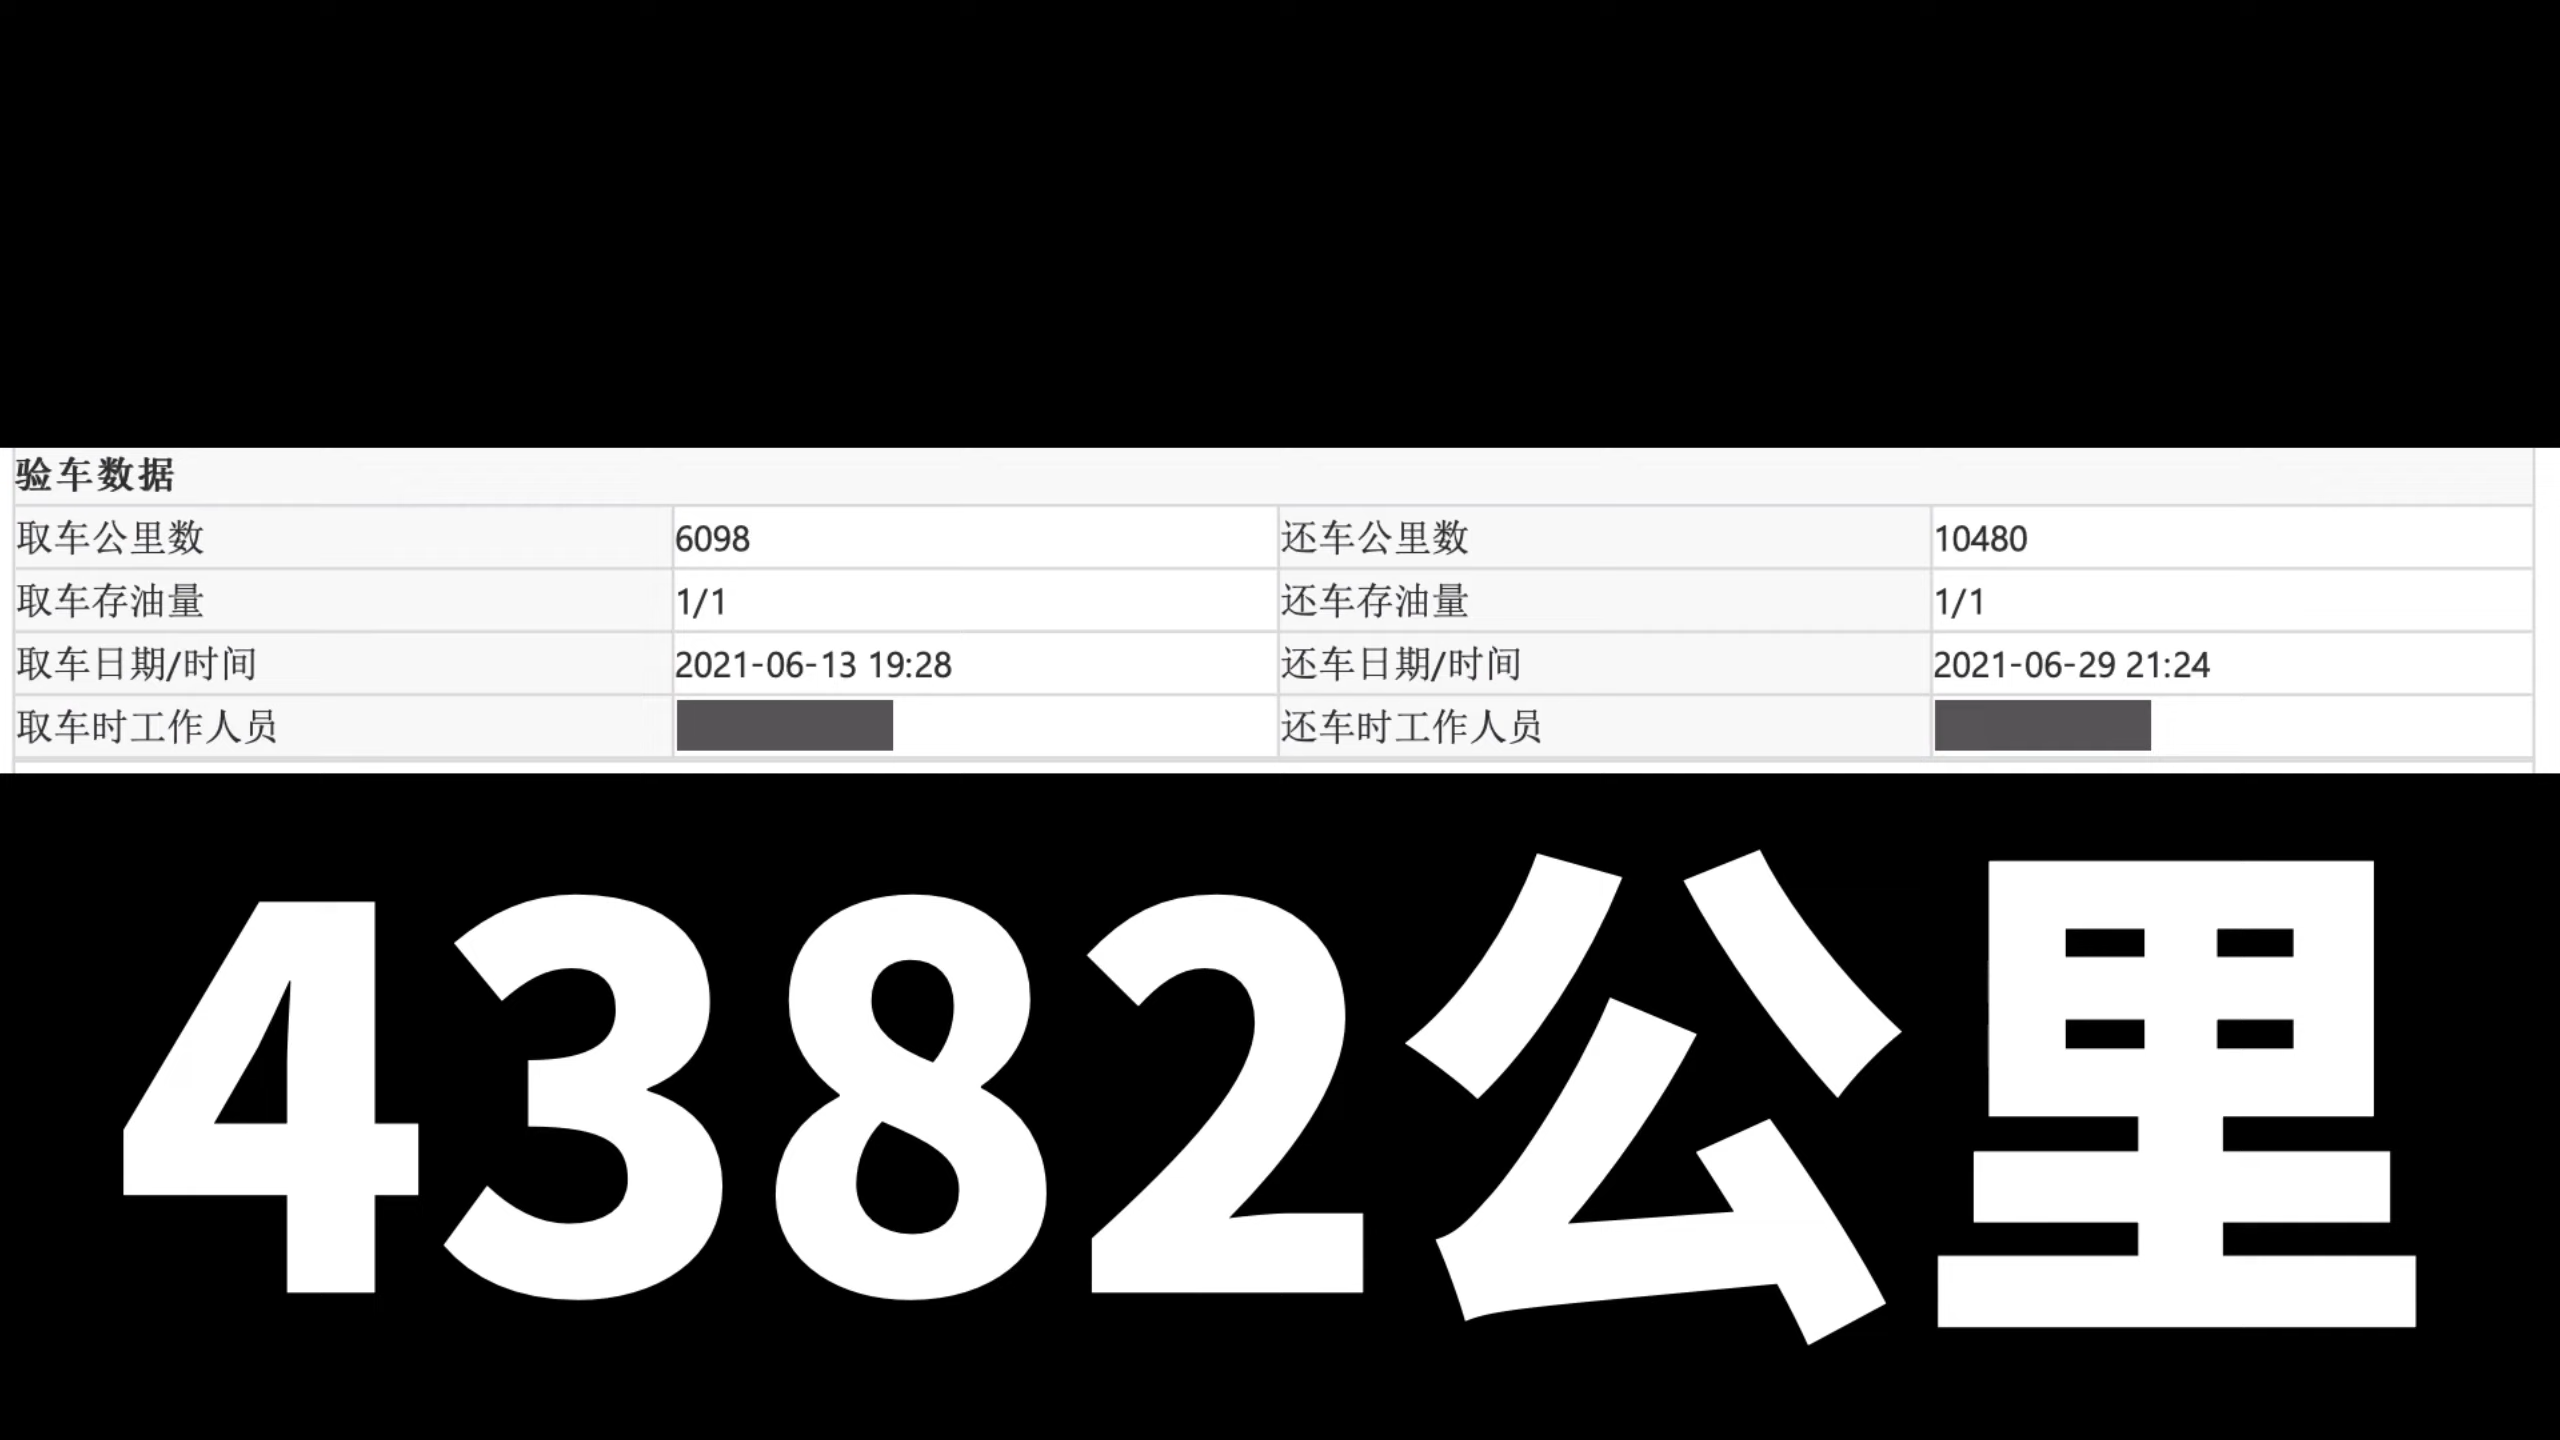 验车数据
取车公里数 6098 还车公里数 10480
取车存油量 1/1 还车存油量 1/1
取车日期/时间 2021-06-13 19:28 还车日期/时间 2021-06-29 21:24
取车时工作人员 还车时工作人员
4382公里